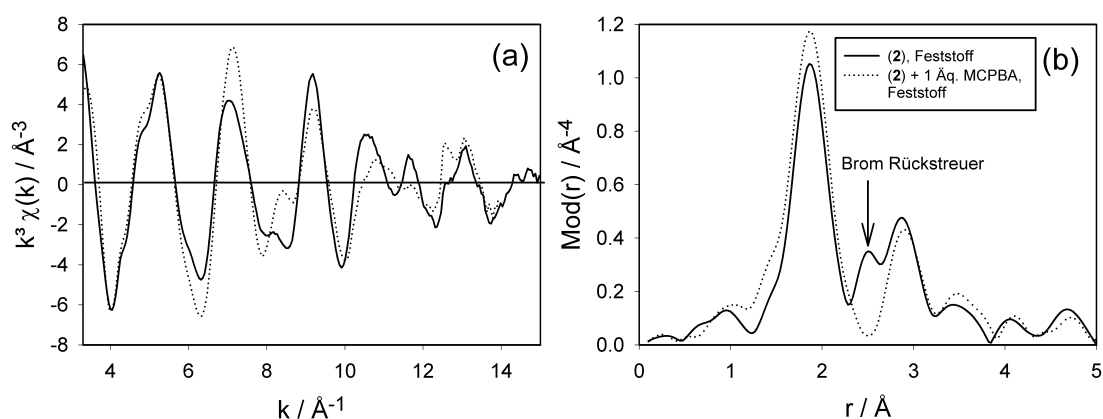 (a)
8
6
4
2
0
-2
-4
-6
-8
k³ χ(k) / Å⁻³
4 6 8 10 12 14
k / Å⁻¹
(b)
(2), Feststoff
(2) + 1 Äq. MCPBA,
Feststoff
Brom Rückstreuer
1.2
1.0
0.8
0.6
0.4
0.2
0.0
Mod(r) / Å⁻⁴
0 1 2 3 4 5
r / Å